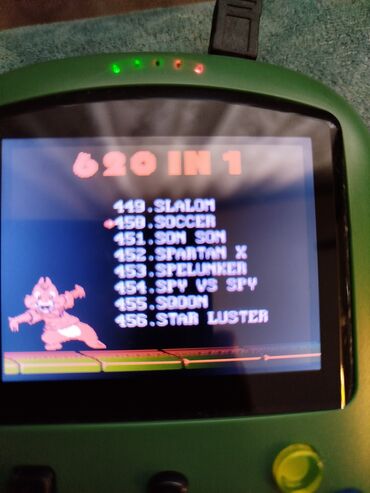 620 IN 1
449.SLALOM
450.SOCCER
451.SON SON
452.SPARTAN X
453.SPELUNKER
454.SPY VS SPY
455.SQOON
456.STAR LUSTER